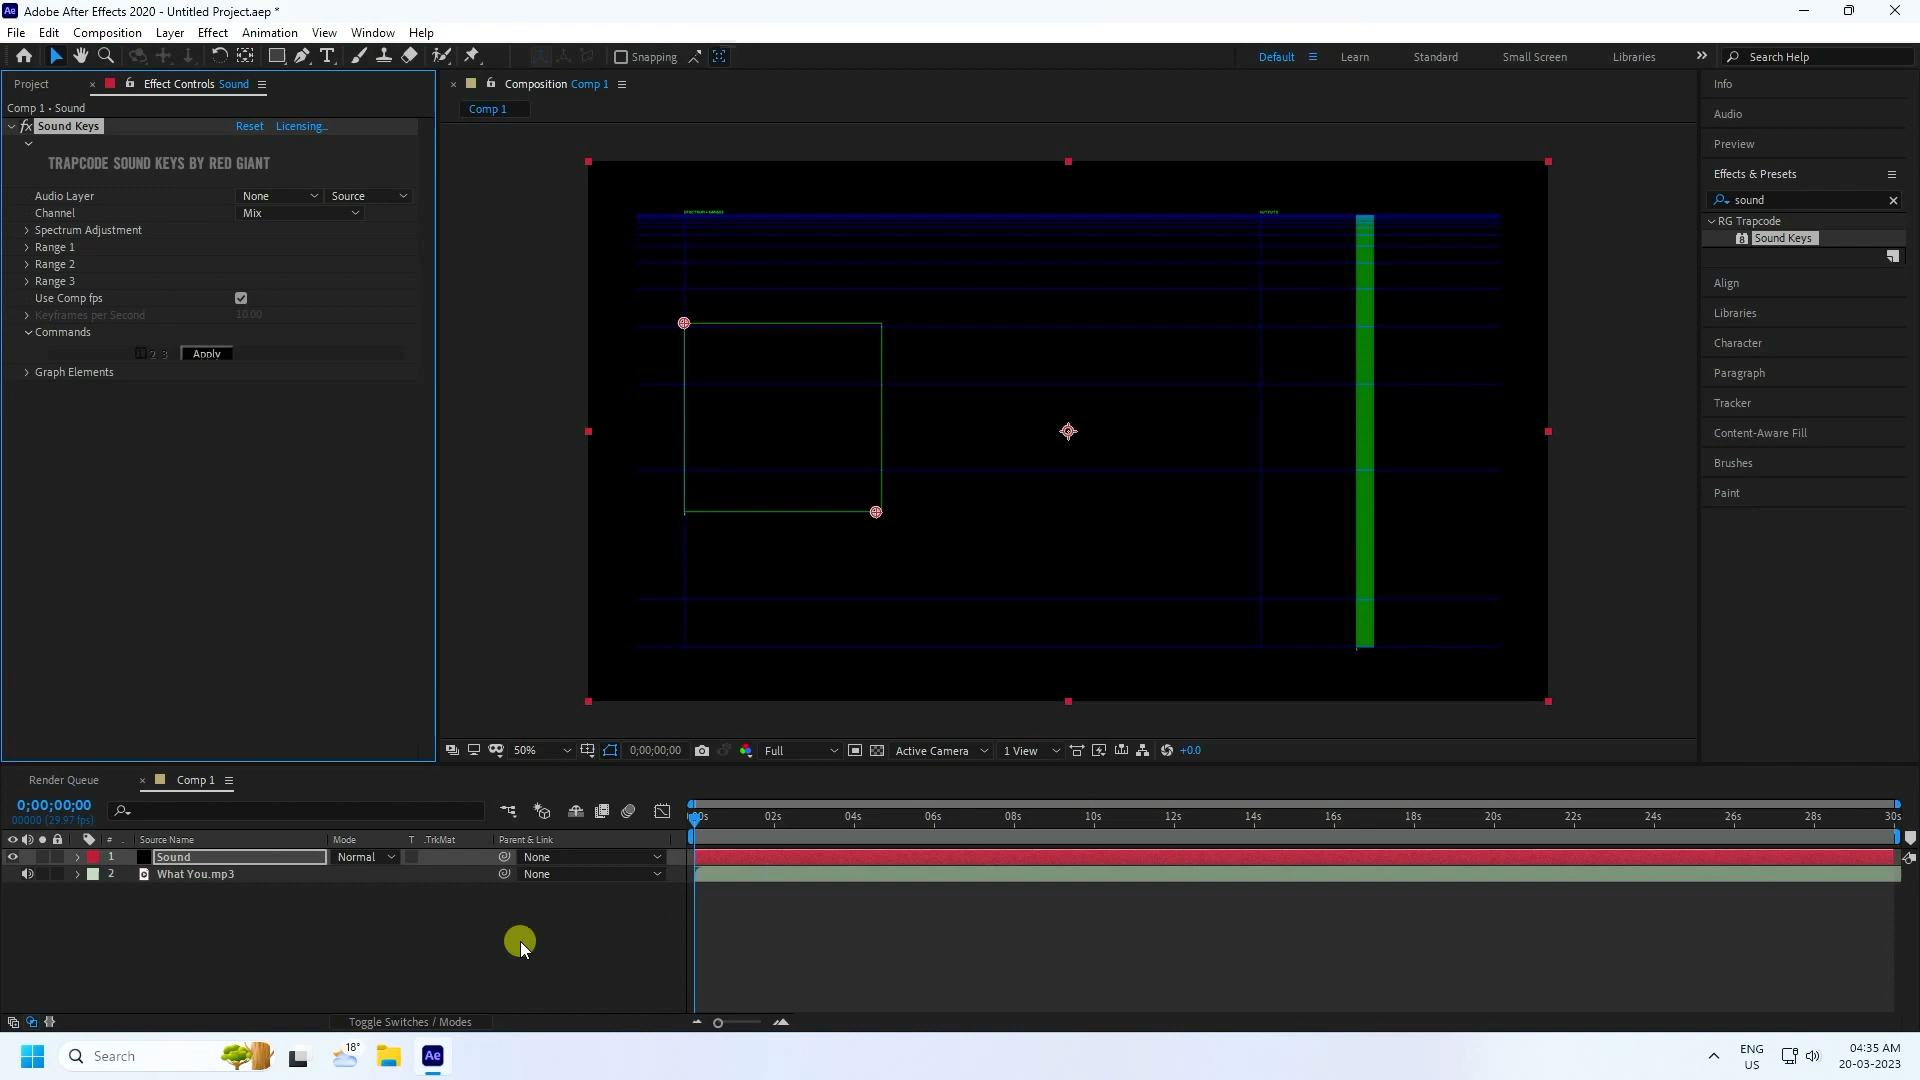 Adobe After Effects 2020 - Untitled Project.aep *
File Edit Composition Layer Effect Animation View Window Help
Snapping
Default Learn Standard Small Screen Libraries Search Help
Project Effect Controls Sound
Composition Comp 1
Comp 1
Comp 1 • Sound
Sound Keys Reset Licensing...
TRAPCODE SOUND KEYS BY RED GIANT
Audio Layer None Source
Channel Mix
Spectrum Adjustment
Range 1
Range 2
Range 3
Use Comp fps
Keyframes per Second 10.00
Commands
2 3 Apply
Graph Elements
SPECTRUM + RANGES
OUTPUTS
50% 0;00;00;00 Full Active Camera 1 View +0.0
Info
Audio
Preview
Effects & Presets
sound
RG Trapcode
Sound Keys
Align
Libraries
Character
Paragraph
Tracker
Content-Aware Fill
Brushes
Paint
Render Queue Comp 1
0;00;00;00
00000 (29.97 fps)
02s 04s 06s 08s 10s 12s 14s 16s 18s 20s 22s 24s 26s 28s 30s
# Source Name Mode T .TrkMat Parent & Link
1 Sound Normal None
2 What You.mp3 None
Toggle Switches / Modes
Search
18°
Ae
ENG
US
04:35 AM
20-03-2023